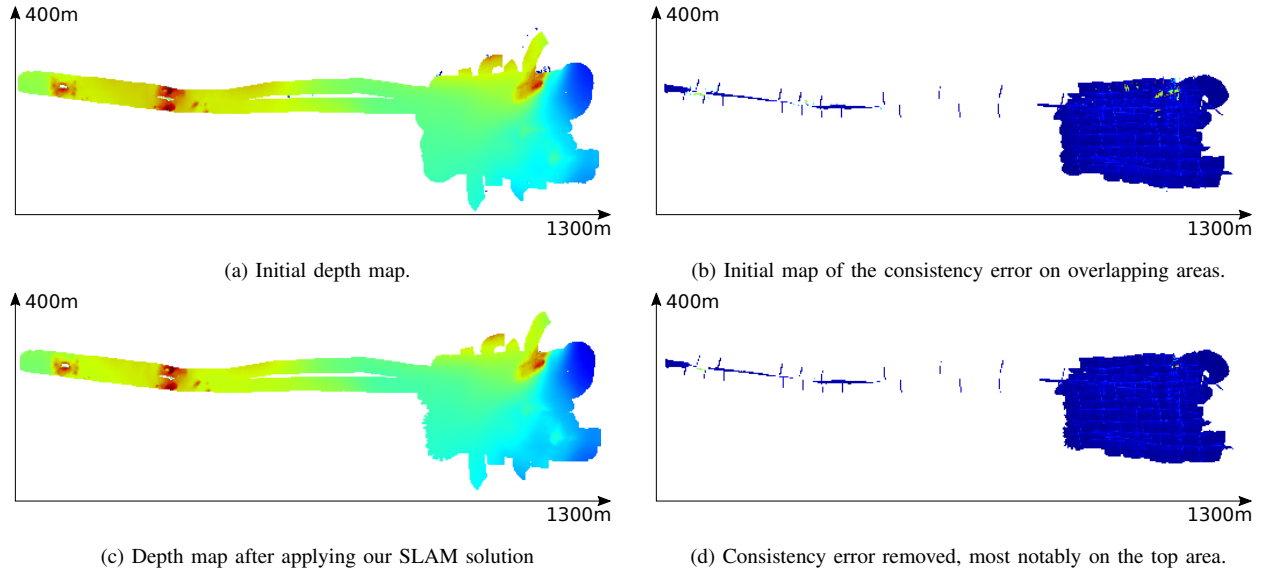 400m
1300m
(a) Initial depth map.
400m
1300m
(b) Initial map of the consistency error on overlapping areas.
400m
1300m
(c) Depth map after applying our SLAM solution
400m
1300m
(d) Consistency error removed, most notably on the top area.